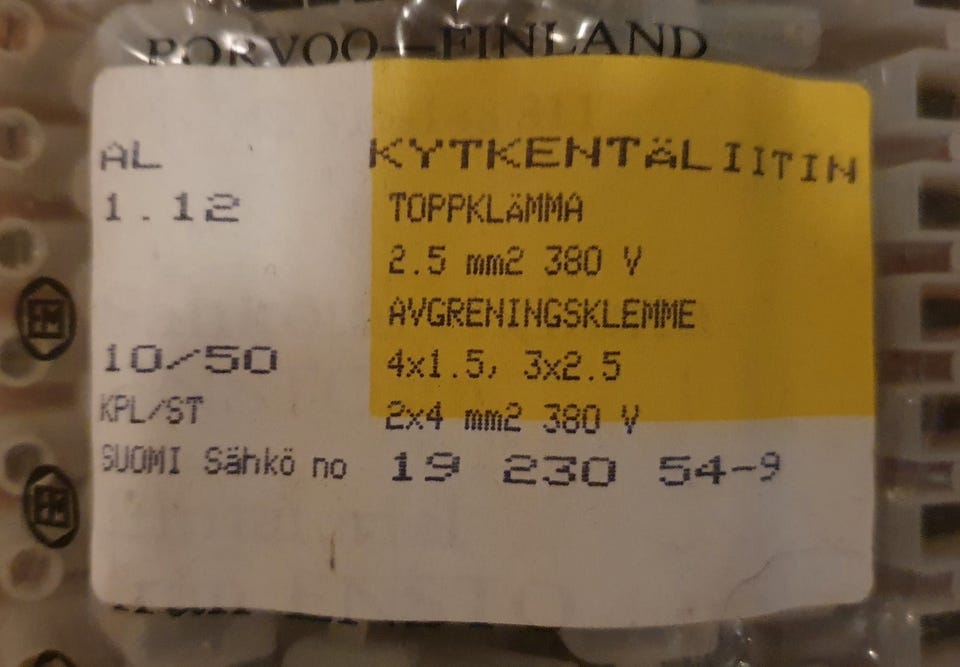 PORVOO—FINLAND
AL KYTKENTÄLIITIN
1.12 TOPPKLÄMMA
2.5 mm2 380 V
AVGRENINGSKLEMME
10/50 4x1.5, 3x2.5
KPL/ST 2x4 mm2 380 V
SUOMI Sähkö no 19 230 54-9